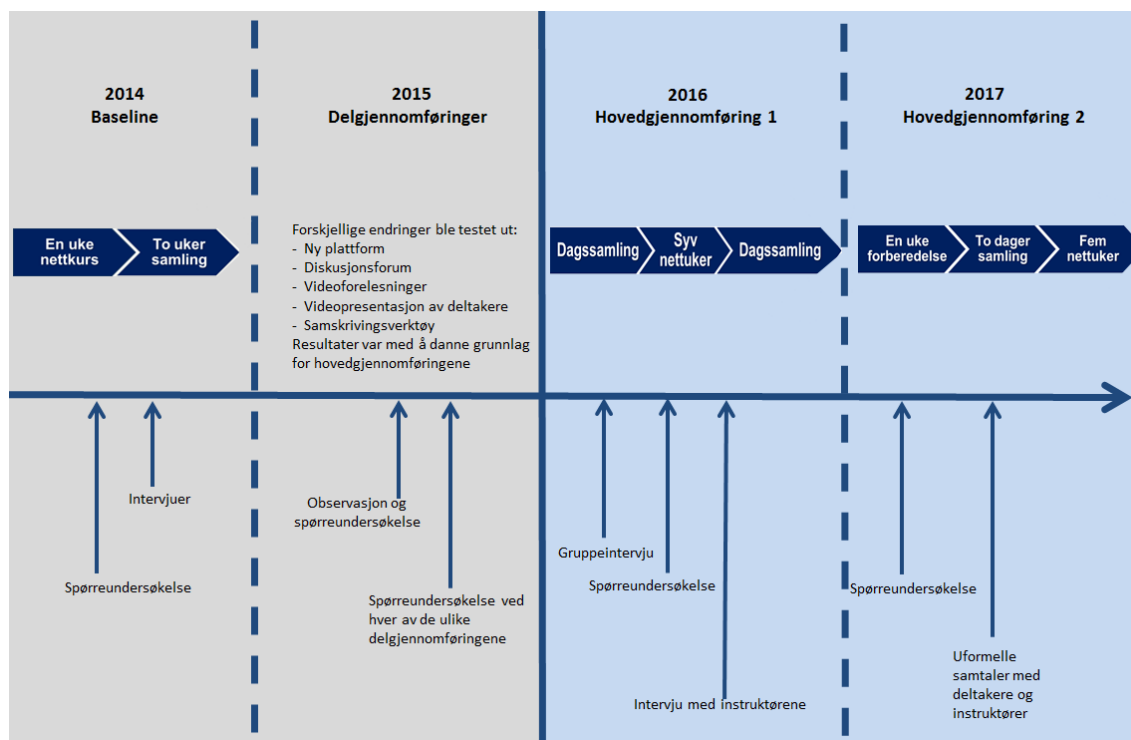 2014
Baseline
2015
Delgjennomføringer
2016
Hovedgjennomføring 1
2017
Hovedgjennomføring 2
En uke
nettkurs
To uker
samling
Forskjellige endringer ble testet ut:
- Ny plattform
- Diskusjonsforum
- Videoforelesninger
- Videopresentasjon av deltakere
- Samskrivingsverktøy
Resultater var med å danne grunnlag
for hovedgjennomføringene
Dagssamling
Syv
nettuker
Dagssamling
En uke
forberedelse
To dager
samling
Fem
nettuker
Intervjuer
Spørreundersøkelse
Observasjon og
spørreundersøkelse
Spørreundersøkelse ved
hver av de ulike
delgjennomføringene
Gruppeintervju
Spørreundersøkelse
Intervju med instruktørene
Spørreundersøkelse
Uformelle
samtaler med
deltakere og
instruktører